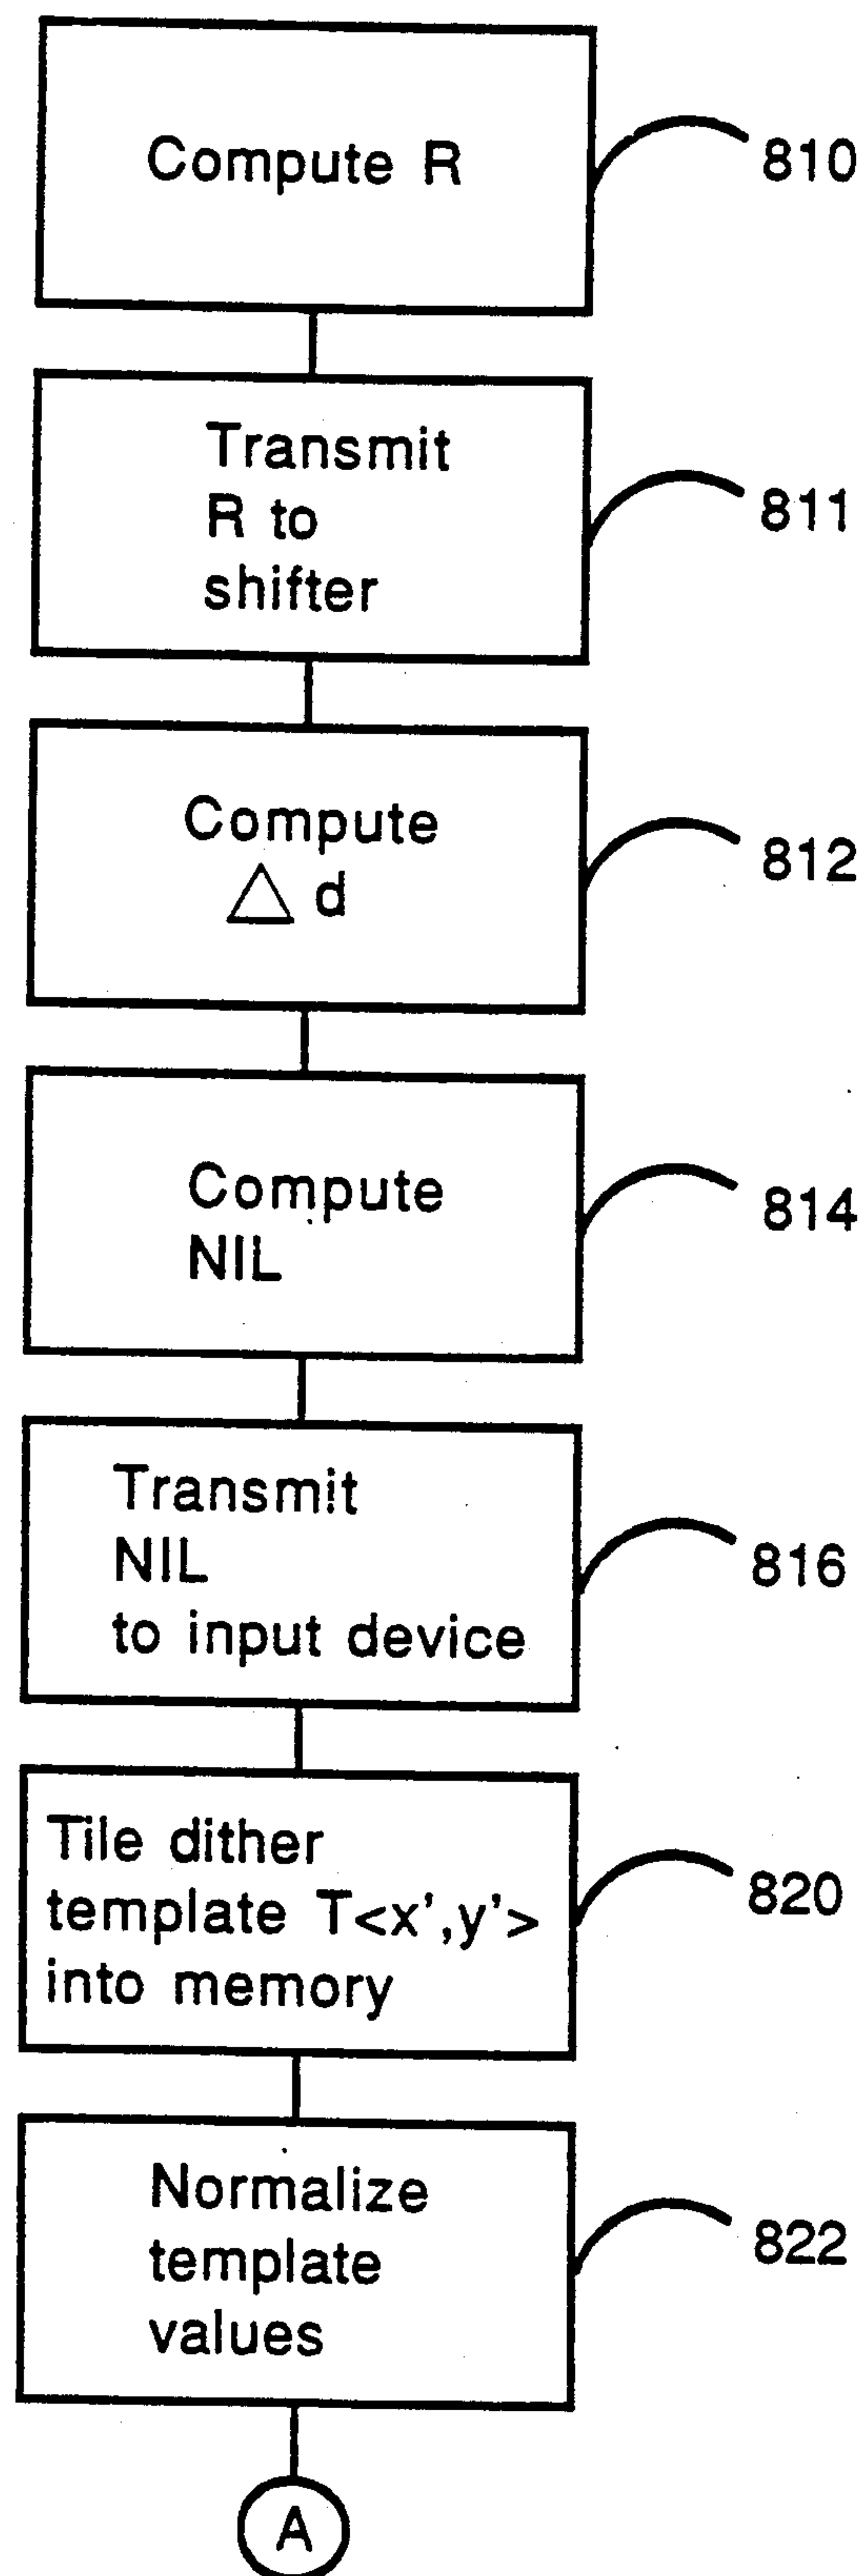 Compute R
810
Transmit
R to
shifter
811
Compute
△ d
812
Compute
NIL
814
Transmit
NIL
to input device
816
Tile dither
template T<x',y'>
into memory
820
Normalize
template
values
822
A